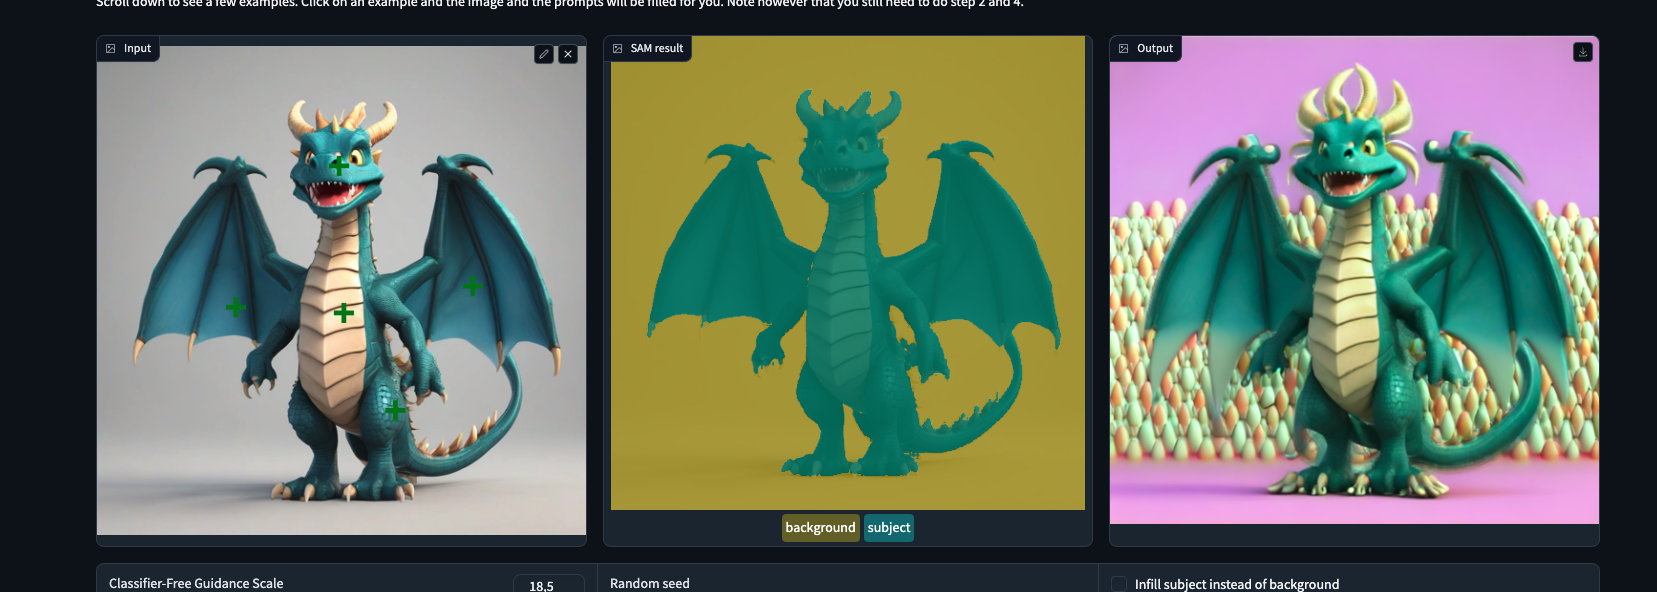 Scroll down to see a few examples. Click on an example and the image and the prompts will be filled for you. Note however that you still need to do step 2 and 4.
Input
SAM result
Output
background subject
Classifier-Free Guidance Scale
18,5
Random seed
Infill subject instead of background